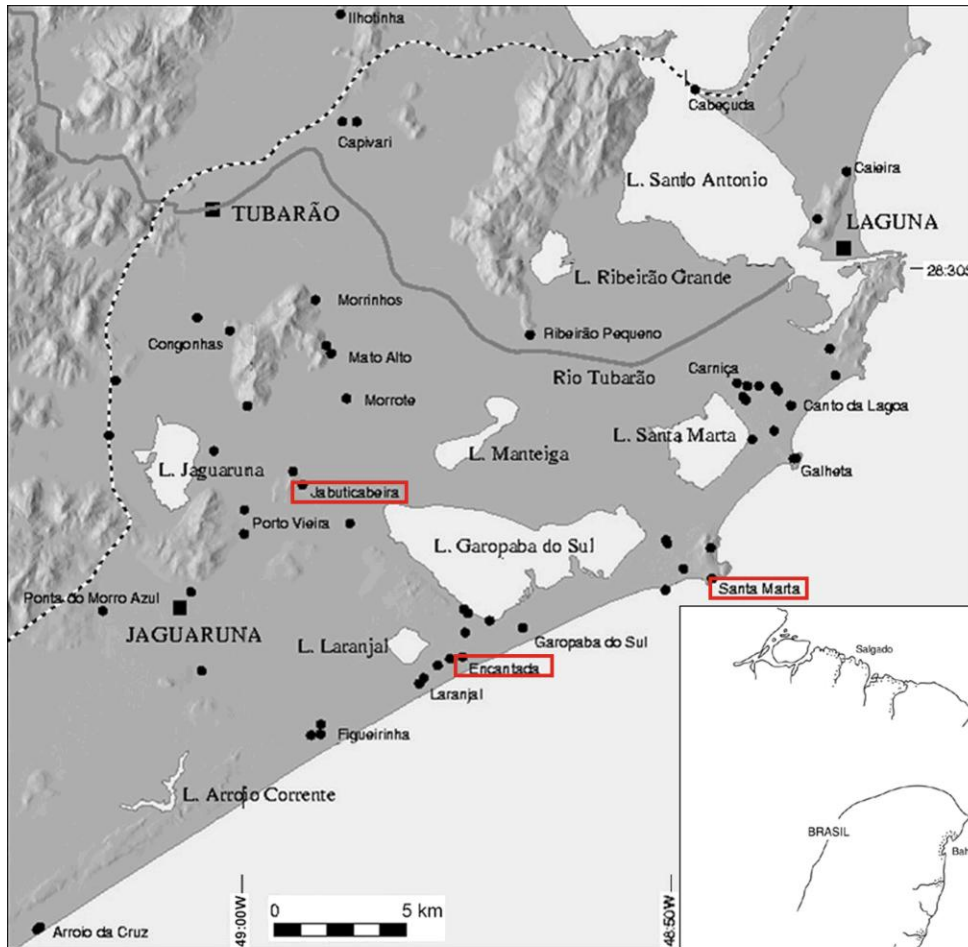 Ilhotinha
Cabeçuda
Capivari
L. Santo Antonio
Caieira
TUBARÃO
LAGUNA
28:30S
L. Ribeirão Grande
Morrinhos
Congonhas
Ribeirão Pequeno
Mato Alto
Rio Tubarão
Carniça
Morrote
Canto da Lagoa
L. Santa Marta
L. Manteiga
L. Jaguaruna
Galheta
Jabuticabeira
Porto Vieira
L. Garopaba do Sul
Santa Marta
Ponta do Morro Azul
JAGUARUNA
L. Laranjal
Garopaba do Sul
Encantada
Laranjal
Figueirinha
L. Arroio Corrente
Salgado
BRASIL
Bah
49:00W
48:50W
0 5 km
Arroio da Cruz